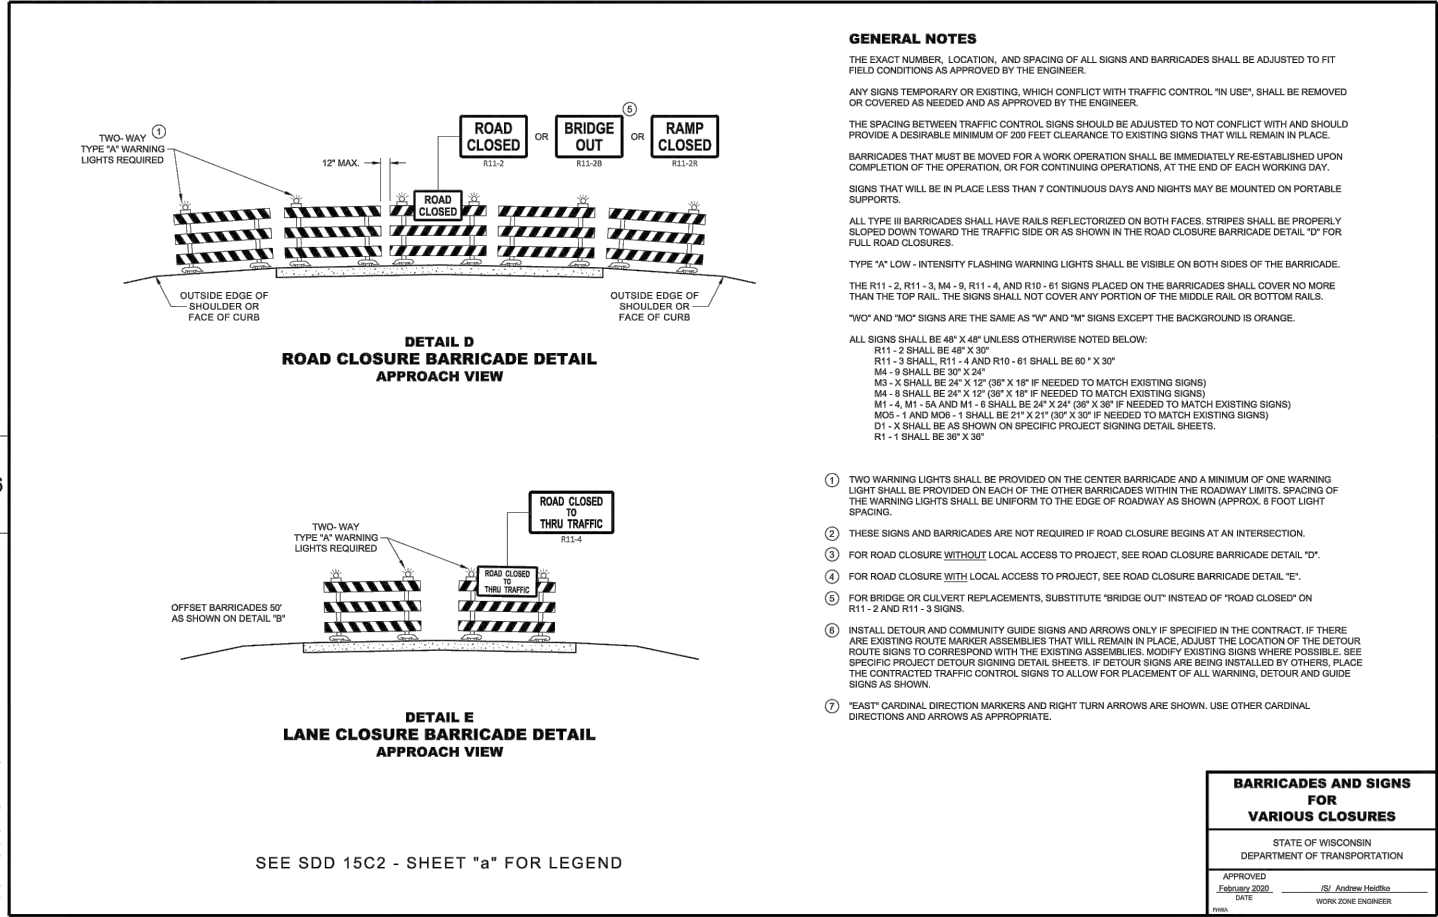 TWO- WAY 1
TYPE "A" WARNING
LIGHTS REQUIRED
12" MAX.
ROAD
CLOSED
R11-2
OR
5
BRIDGE
OUT
R11-2B
OR
RAMP
CLOSED
R11-2R
ROAD
CLOSED
OUTSIDE EDGE OF
SHOULDER OR
FACE OF CURB
OUTSIDE EDGE OF
SHOULDER OR
FACE OF CURB
DETAIL D
ROAD CLOSURE BARRICADE DETAIL
APPROACH VIEW
ROAD CLOSED
TO
THRU TRAFFIC
R11-4
TWO- WAY
TYPE "A" WARNING
LIGHTS REQUIRED
ROAD CLOSED
TO
THRU TRAFFIC
OFFSET BARRICADES 50'
AS SHOWN ON DETAIL "B"
DETAIL E
LANE CLOSURE BARRICADE DETAIL
APPROACH VIEW
SEE SDD 15C2 - SHEET "a" FOR LEGEND
6
GENERAL NOTES
THE EXACT NUMBER, LOCATION, AND SPACING OF ALL SIGNS AND BARRICADES SHALL BE ADJUSTED TO FIT
FIELD CONDITIONS AS APPROVED BY THE ENGINEER.
ANY SIGNS TEMPORARY OR EXISTING, WHICH CONFLICT WITH TRAFFIC CONTROL "IN USE", SHALL BE REMOVED
OR COVERED AS NEEDED AND AS APPROVED BY THE ENGINEER.
THE SPACING BETWEEN TRAFFIC CONTROL SIGNS SHOULD BE ADJUSTED TO NOT CONFLICT WITH AND SHOULD
PROVIDE A DESIRABLE MINIMUM OF 200 FEET CLEARANCE TO EXISTING SIGNS THAT WILL REMAIN IN PLACE.
BARRICADES THAT MUST BE MOVED FOR A WORK OPERATION SHALL BE IMMEDIATELY RE-ESTABLISHED UPON
COMPLETION OF THE OPERATION, OR FOR CONTINUING OPERATIONS, AT THE END OF EACH WORKING DAY.
SIGNS THAT WILL BE IN PLACE LESS THAN 7 CONTINUOUS DAYS AND NIGHTS MAY BE MOUNTED ON PORTABLE
SUPPORTS.
ALL TYPE III BARRICADES SHALL HAVE RAILS REFLECTORIZED ON BOTH FACES. STRIPES SHALL BE PROPERLY
SLOPED DOWN TOWARD THE TRAFFIC SIDE OR AS SHOWN IN THE ROAD CLOSURE BARRICADE DETAIL "D" FOR
FULL ROAD CLOSURES.
TYPE "A" LOW - INTENSITY FLASHING WARNING LIGHTS SHALL BE VISIBLE ON BOTH SIDES OF THE BARRICADE.
THE R11 - 2, R11 - 3, M4 - 9, R11 - 4, AND R10 - 61 SIGNS PLACED ON THE BARRICADES SHALL COVER NO MORE
THAN THE TOP RAIL. THE SIGNS SHALL NOT COVER ANY PORTION OF THE MIDDLE RAIL OR BOTTOM RAILS.
"WO" AND "MO" SIGNS ARE THE SAME AS "W" AND "M" SIGNS EXCEPT THE BACKGROUND IS ORANGE.
ALL SIGNS SHALL BE 48" X 48" UNLESS OTHERWISE NOTED BELOW:
R11 - 2 SHALL BE 48" X 30"
R11 - 3 SHALL, R11 - 4 AND R10 - 61 SHALL BE 60 " X 30"
M4 - 9 SHALL BE 30" X 24"
M3 - X SHALL BE 24" X 12" (36" X 18" IF NEEDED TO MATCH EXISTING SIGNS)
M4 - 8 SHALL BE 24" X 12" (36" X 18" IF NEEDED TO MATCH EXISTING SIGNS)
M1 - 4, M1 - 5A AND M1 - 6 SHALL BE 24" X 24" (36" X 36" IF NEEDED TO MATCH EXISTING SIGNS)
MO5 - 1 AND MO6 - 1 SHALL BE 21" X 21" (30" X 30" IF NEEDED TO MATCH EXISTING SIGNS)
D1 - X SHALL BE AS SHOWN ON SPECIFIC PROJECT SIGNING DETAIL SHEETS.
R1 - 1 SHALL BE 36" X 36"
1 TWO WARNING LIGHTS SHALL BE PROVIDED ON THE CENTER BARRICADE AND A MINIMUM OF ONE WARNING
LIGHT SHALL BE PROVIDED ON EACH OF THE OTHER BARRICADES WITHIN THE ROADWAY LIMITS. SPACING OF
THE WARNING LIGHTS SHALL BE UNIFORM TO THE EDGE OF ROADWAY AS SHOWN (APPROX. 8 FOOT LIGHT
SPACING.
2 THESE SIGNS AND BARRICADES ARE NOT REQUIRED IF ROAD CLOSURE BEGINS AT AN INTERSECTION.
3 FOR ROAD CLOSURE WITHOUT LOCAL ACCESS TO PROJECT, SEE ROAD CLOSURE BARRICADE DETAIL "D".
4 FOR ROAD CLOSURE WITH LOCAL ACCESS TO PROJECT, SEE ROAD CLOSURE BARRICADE DETAIL "E".
5 FOR BRIDGE OR CULVERT REPLACEMENTS, SUBSTITUTE "BRIDGE OUT" INSTEAD OF "ROAD CLOSED" ON
R11 - 2 AND R11 - 3 SIGNS.
6 INSTALL DETOUR AND COMMUNITY GUIDE SIGNS AND ARROWS ONLY IF SPECIFIED IN THE CONTRACT. IF THERE
ARE EXISTING ROUTE MARKER ASSEMBLIES THAT WILL REMAIN IN PLACE, ADJUST THE LOCATION OF THE DETOUR
ROUTE SIGNS TO CORRESPOND WITH THE EXISTING ASSEMBLIES. MODIFY EXISTING SIGNS WHERE POSSIBLE. SEE
SPECIFIC PROJECT DETOUR SIGNING DETAIL SHEETS. IF DETOUR SIGNS ARE BEING INSTALLED BY OTHERS, PLACE
THE CONTRACTED TRAFFIC CONTROL SIGNS TO ALLOW FOR PLACEMENT OF ALL WARNING, DETOUR AND GUIDE
SIGNS AS SHOWN.
7 "EAST" CARDINAL DIRECTION MARKERS AND RIGHT TURN ARROWS ARE SHOWN. USE OTHER CARDINAL
DIRECTIONS AND ARROWS AS APPROPRIATE.
BARRICADES AND SIGNS
FOR
VARIOUS CLOSURES
STATE OF WISCONSIN
DEPARTMENT OF TRANSPORTATION
APPROVED
February 2020 /S/ Andrew Heidtke
DATE WORK ZONE ENGINEER
FHWA